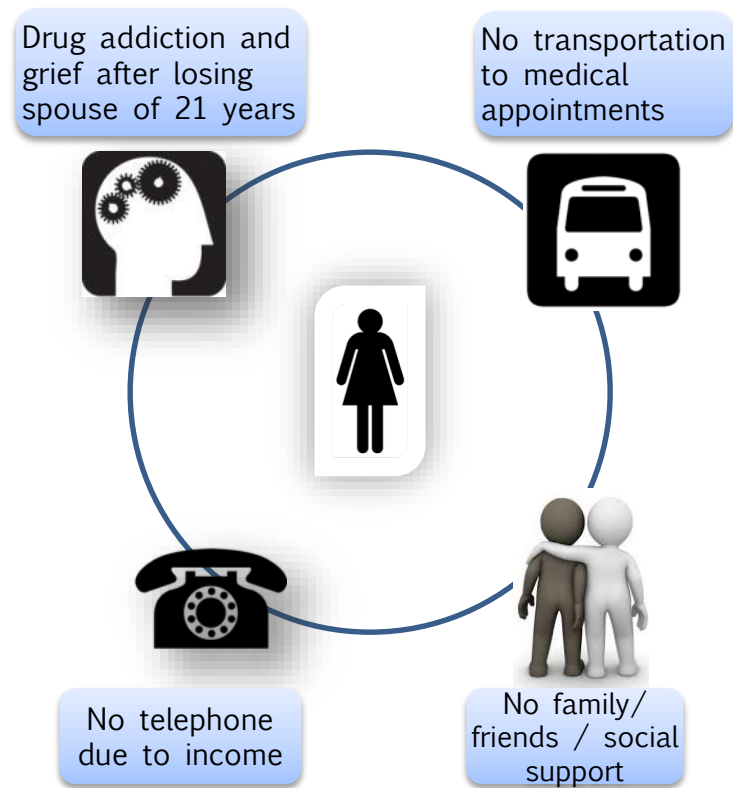 Drug addiction and
grief after losing
spouse of 21 years
No transportation
to medical
appointments
No telephone
due to income
No family/
friends / social
support